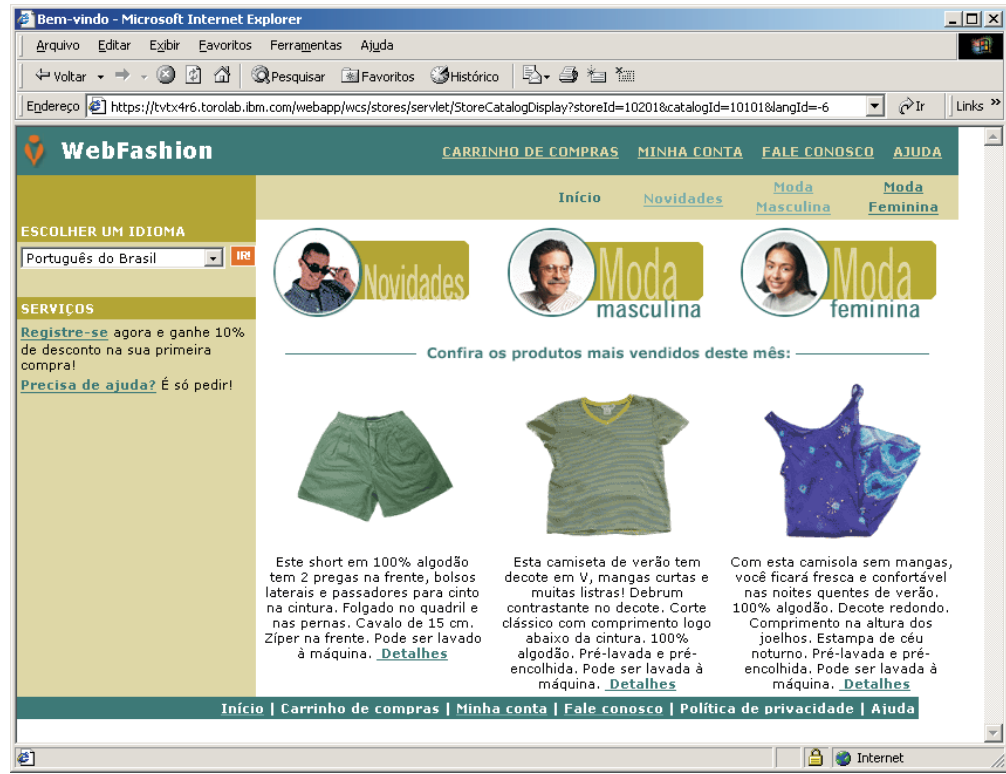 Bem-vindo - Microsoft Internet Explorer
Arquivo Editar Exibir Favoritos Ferramentas Ajuda
Voltar Pesquisar Favoritos Histórico
Endereço https://tvtx4r6.torolab.ibm.com/webapp/wcs/stores/servlet/StoreCatalogDisplay?storeId=10201&catalogId=10101&langId=-6 Ir Links »
WebFashion CARRINHO DE COMPRAS MINHA CONTA FALE CONOSCO AJUDA
Início Novidades Moda Masculina Moda Feminina
ESCOLHER UM IDIOMA
Português do Brasil IR!
SERVIÇOS
Registre-se agora e ganhe 10%
de desconto na sua primeira
compra!
Precisa de ajuda? É só pedir!
Novidades
Moda
masculina
Moda
feminina
Confira os produtos mais vendidos deste mês:
Este short em 100% algodão
tem 2 pregas na frente, bolsos
laterais e passadores para cinto
na cintura. Folgado no quadril e
nas pernas. Cavalo de 15 cm.
Zíper na frente. Pode ser lavado
à máquina. Detalhes
Esta camiseta de verão tem
decote em V, mangas curtas e
muitas listras! Debrum
contrastante no decote. Corte
clássico com comprimento logo
abaixo da cintura. 100%
algodão. Pré-lavada e pré-
encolhida. Pode ser lavada à
máquina. Detalhes
Com esta camisola sem mangas,
você ficará fresca e confortável
nas noites quentes de verão.
100% algodão. Decote redondo.
Comprimento na altura dos
joelhos. Estampa de céu
noturno. Pré-lavada e pré-
encolhida. Pode ser lavada à
máquina. Detalhes
Início | Carrinho de compras | Minha conta | Fale conosco | Política de privacidade | Ajuda
Internet